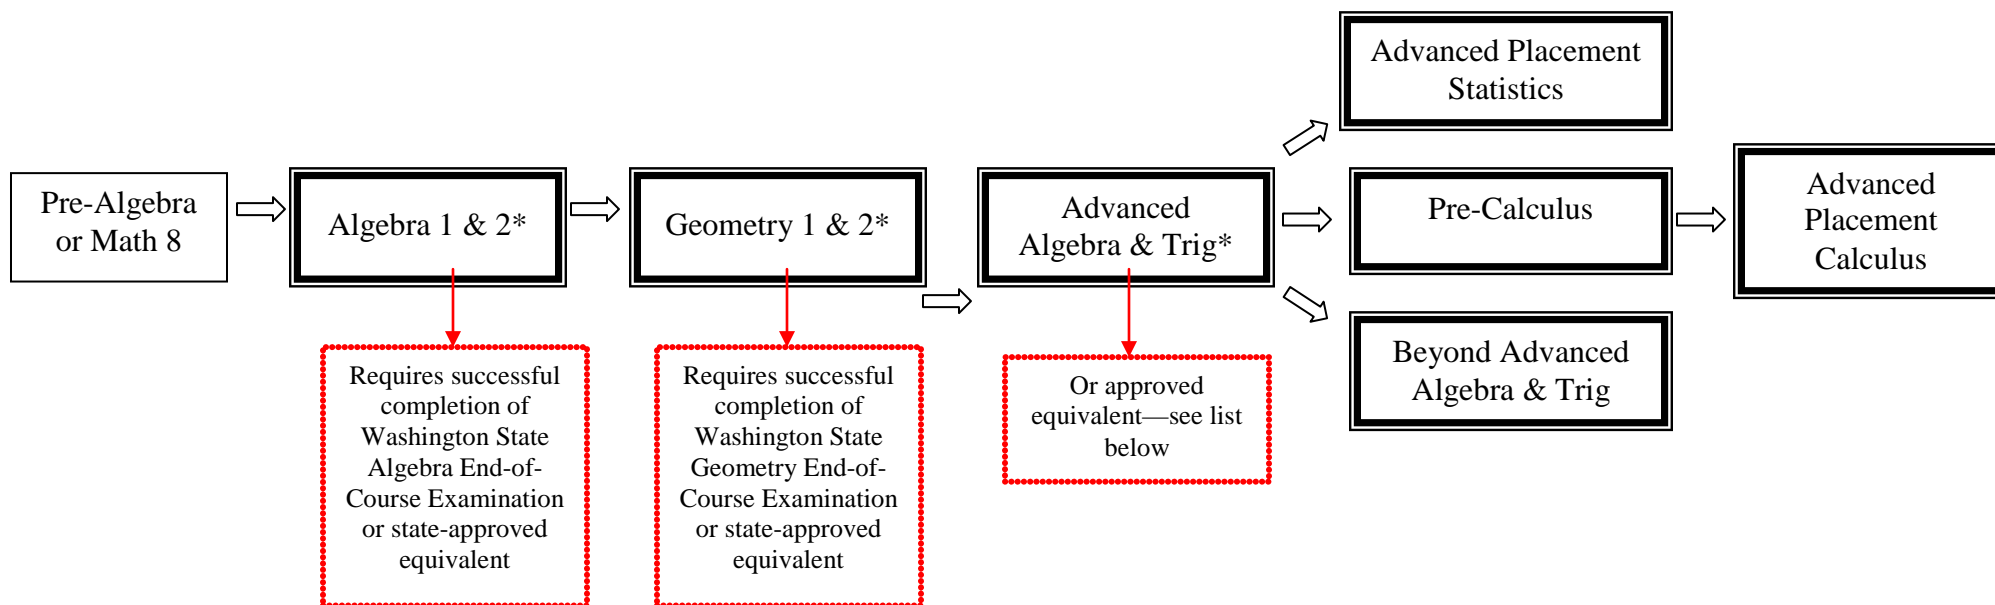 Pre-Algebra
or Math 8
Algebra 1 & 2*
Geometry 1 & 2*
Advanced
Algebra & Trig*
Advanced Placement
Statistics
Pre-Calculus
Beyond Advanced
Algebra & Trig
Advanced
Placement
Calculus
Requires successful
completion of
Washington State
Algebra End-of-
Course Examination
or state-approved
equivalent
Requires successful
completion of
Washington State
Geometry End-of-
Course Examination
or state-approved
equivalent
Or approved
equivalent—see list
below